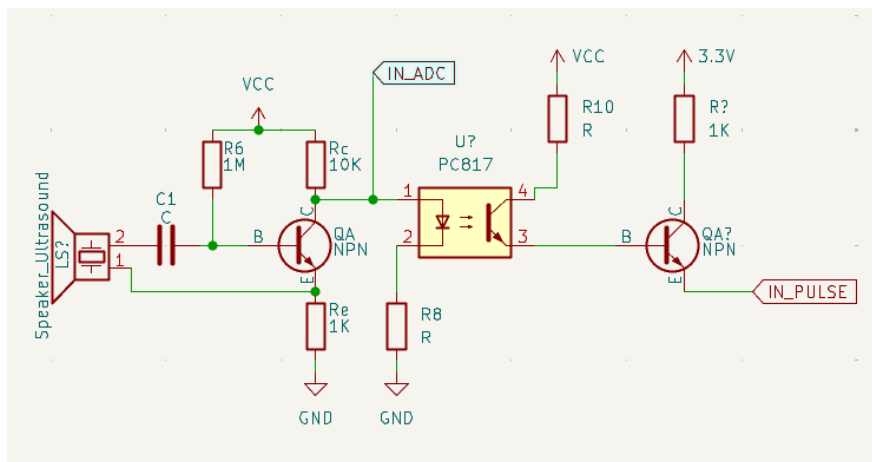 IN_ADC
VCC
3.3V
VCC
R10
R
R?
1K
U?
PC817
R6
1M
Rc
10K
Speaker_Ultrasound
LS?
C1
C
1
4
C
C
2
B
QA
NPN
2
3
B
QA?
NPN
1
E
E
IN_PULSE
Re
1K
R8
R
GND
GND